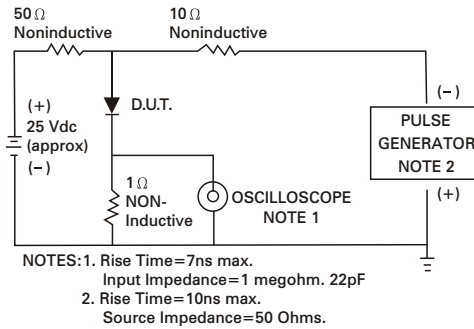 50 Ω
Noninductive
10 Ω
Noninductive
(+)
25 Vdc
(approx)
(-)
D.U.T.
1 Ω
NON-
Inductive
OSCILLOSCOPE
NOTE 1
(-)
PULSE
GENERATOR
NOTE 2
(+)
NOTES:1. Rise Time=7ns max.
Input Impedance=1 megohm. 22pF
2. Rise Time=10ns max.
Source Impedance=50 Ohms.